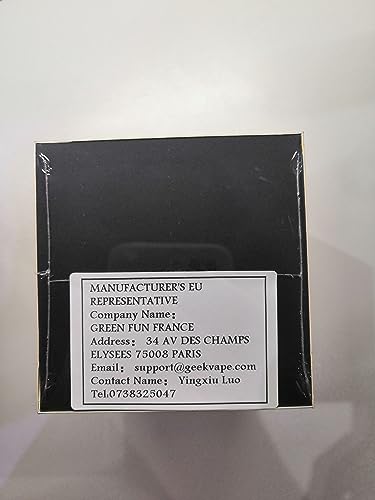 MANUFACTURER'S EU
REPRESENTATIVE
Company Name:
GREEN FUN FRANCE
Address: 34 AV DES CHAMPS
ELYSEES 75008 PARIS
Email: support@geekvape.com
Contact Name: Yingxiu Luo
Tel:0738325047